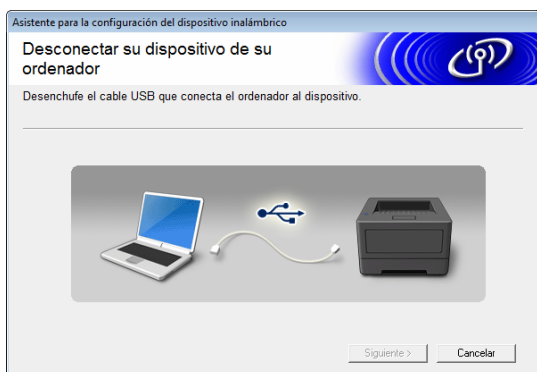 Asistente para la configuración del dispositivo inalámbrico
Desconectar su dispositivo de su
ordenador
Desenchufe el cable USB que conecta el ordenador al dispositivo.
Siguiente >
Cancelar